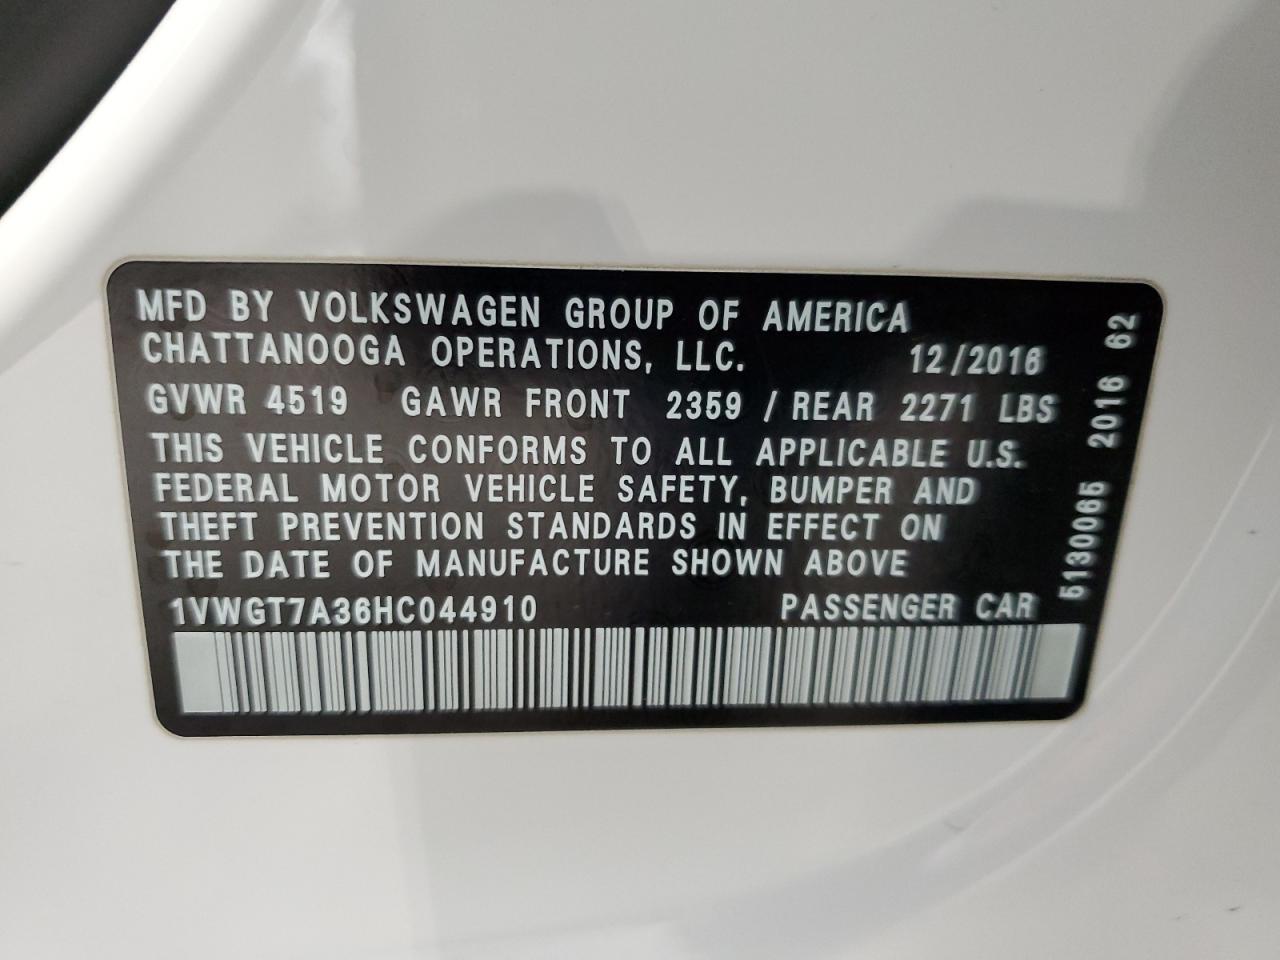 MFD BY VOLKSWAGEN GROUP OF AMERICA
CHATTANOOGA OPERATIONS, LLC. 12/2016
GVWR 4519 GAWR FRONT 2359 / REAR 2271 LBS
THIS VEHICLE CONFORMS TO ALL APPLICABLE U.S.
FEDERAL MOTOR VEHICLE SAFETY, BUMPER AND
THEFT PREVENTION STANDARDS IN EFFECT ON
THE DATE OF MANUFACTURE SHOWN ABOVE
1VWGT7A36HC044910 PASSENGER CAR
5130065 2016 62